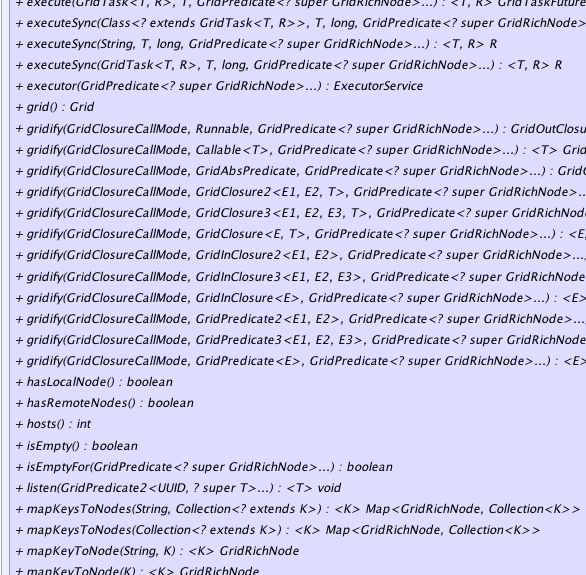 + execute(GridTask<T, R>, T, GridPredicate<? super GridRichNode>...) : <T, R> GridTaskFuture
+ executeSync(Class<? extends GridTask<T, R>>, T, long, GridPredicate<? super GridRichNode>
+ executeSync(String, T, long, GridPredicate<? super GridRichNode>...) : <T, R> R
+ executeSync(GridTask<T, R>, T, long, GridPredicate<? super GridRichNode>...) : <T, R> R
+ executor(GridPredicate<? super GridRichNode>...) : ExecutorService
+ grid() : Grid
+ gridify(GridClosureCallMode, Runnable, GridPredicate<? super GridRichNode>...) : GridOutClosu
+ gridify(GridClosureCallMode, Callable<T>, GridPredicate<? super GridRichNode>...) : <T> Grid
+ gridify(GridClosureCallMode, GridAbsPredicate, GridPredicate<? super GridRichNode>...) : Grid
+ gridify(GridClosureCallMode, GridClosure2<E1, E2, T>, GridPredicate<? super GridRichNode>...
+ gridify(GridClosureCallMode, GridClosure3<E1, E2, E3, T>, GridPredicate<? super GridRichNod
+ gridify(GridClosureCallMode, GridClosure<E, T>, GridPredicate<? super GridRichNode>...) : <E,
+ gridify(GridClosureCallMode, GridInClosure2<E1, E2>, GridPredicate<? super GridRichNode>...
+ gridify(GridClosureCallMode, GridInClosure3<E1, E2, E3>, GridPredicate<? super GridRichNode
+ gridify(GridClosureCallMode, GridInClosure<E>, GridPredicate<? super GridRichNode>...) : <E>
+ gridify(GridClosureCallMode, GridPredicate2<E1, E2>, GridPredicate<? super GridRichNode>...
+ gridify(GridClosureCallMode, GridPredicate3<E1, E2, E3>, GridPredicate<? super GridRichNode
+ gridify(GridClosureCallMode, GridPredicate<E>, GridPredicate<? super GridRichNode>...) : <E>
+ hasLocalNode() : boolean
+ hasRemoteNodes() : boolean
+ hosts() : int
+ isEmpty() : boolean
+ isEmptyFor(GridPredicate<? super GridRichNode>...) : boolean
+ listen(GridPredicate2<UUID, ? super T>...) : <T> void
+ mapKeysToNodes(String, Collection<? extends K>) : <K> Map<GridRichNode, Collection<K>>
+ mapKeysToNodes(Collection<? extends K>) : <K> Map<GridRichNode, Collection<K>>
+ mapKeyToNode(String, K) : <K> GridRichNode
+ mapKeyToNode(K) : <K> GridRichNode